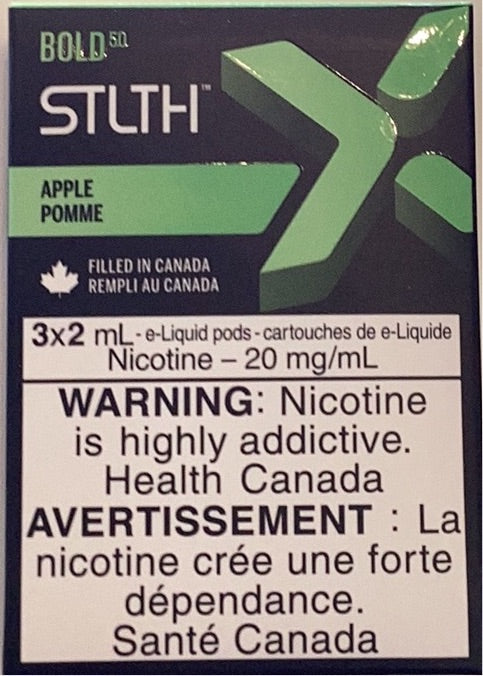 BOLD 50
STLTH™
APPLE
POMME
FILLED IN CANADA
REMPLI AU CANADA
3x2 mL - e-Liquid pods - cartouches de e-Liquide
Nicotine – 20 mg/mL
WARNING: Nicotine
is highly addictive.
Health Canada
AVERTISSEMENT : La
nicotine crée une forte
dépendance.
Santé Canada